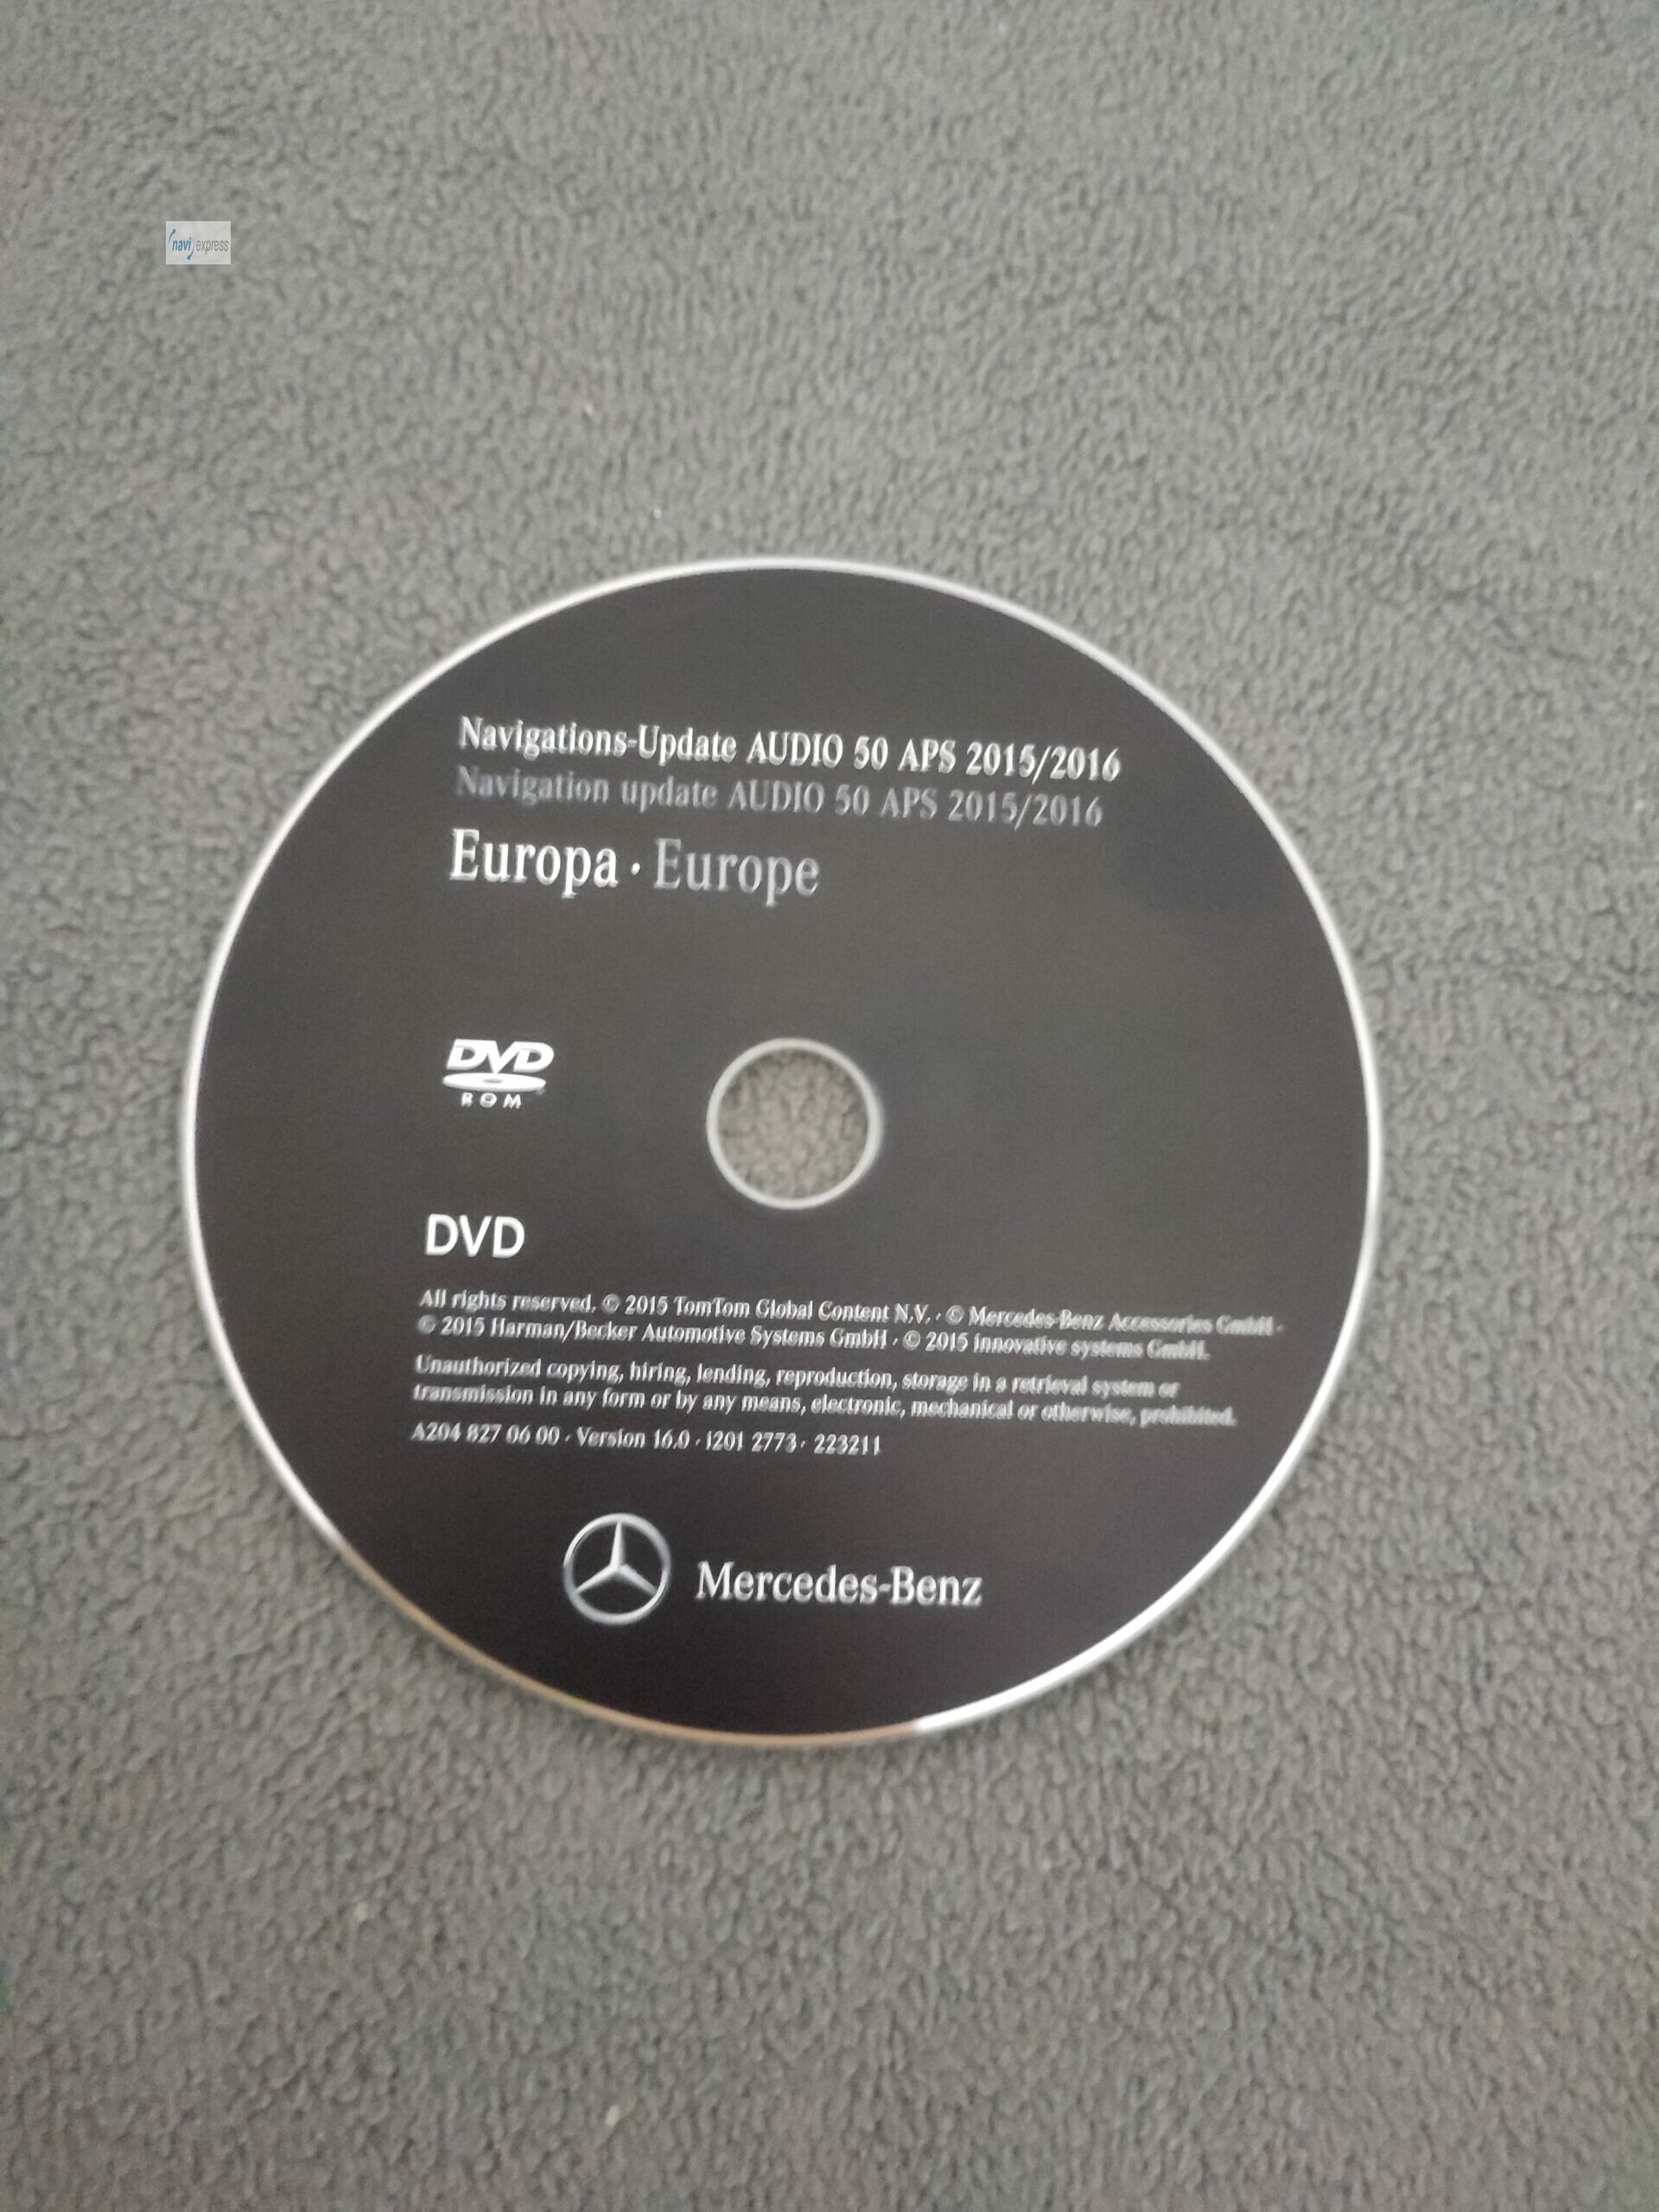 navi express
Navigations-Update AUDIO 50 APS 2015/2016
Navigation update AUDIO 50 APS 2015/2016
Europa · Europe
DVD
ROM
DVD
All rights reserved. © 2015 TomTom Global Content N.V. · © Mercedes-Benz Accessories GmbH ·
© 2015 Harman/Becker Automotive Systems GmbH · © 2015 innovative systems GmbH.
Unauthorized copying, hiring, lending, reproduction, storage in a retrieval system or
transmission in any form or by any means, electronic, mechanical or otherwise, prohibited.
A204 827 06 00 · Version 16.0 · i201 2773 · 223211
Mercedes-Benz